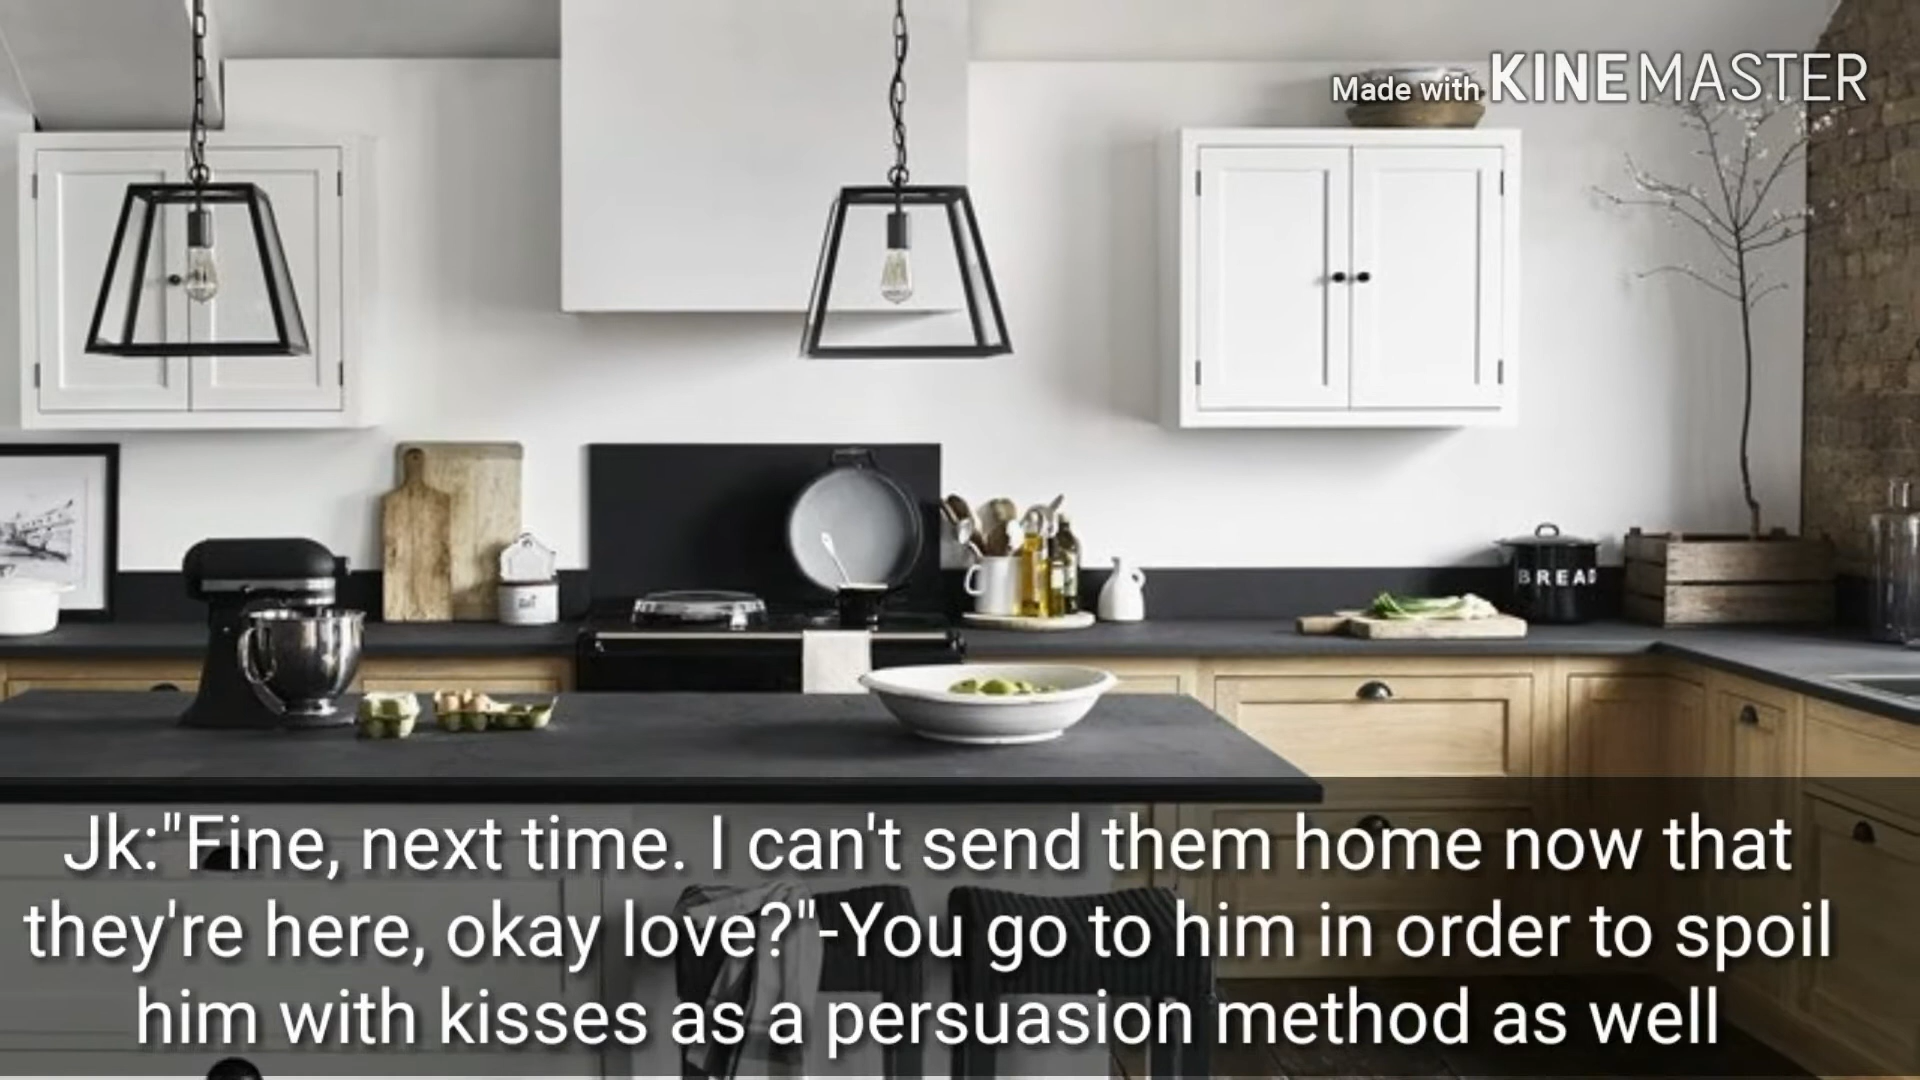 Made with KINEMASTER
BREAD
Jk:"Fine, next time. I can't send them home now that
they're here, okay love?"-You go to him in order to spoil
him with kisses as a persuasion method as well